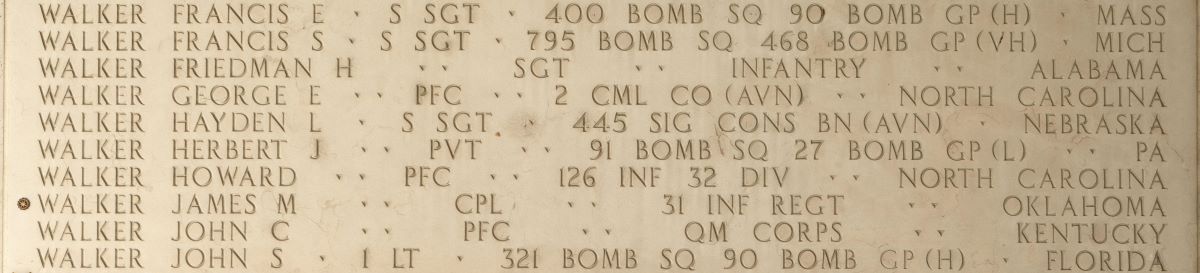 WALKER FRANCIS E · S SGT · 400 BOMB SQ 90 BOMB GP (H) · MASS
WALKER FRANCIS S · S SGT · 795 BOMB SQ 468 BOMB GP (VH) · MICH
WALKER FRIEDMAN H · · SGT · · INFANTRY · · ALABAMA
WALKER GEORGE E · · PFC · · 2 CML CO (AVN) · · NORTH CAROLINA
WALKER HAYDEN L · S SGT · 445 SIG CONS BN (AVN) · NEBRASKA
WALKER HERBERT J · · PVT · · 91 BOMB SQ 27 BOMB GP (L) · · PA
WALKER HOWARD · · PFC · · 126 INF 32 DIV · · NORTH CAROLINA
WALKER JAMES M · · CPL · · 31 INF REGT · · OKLAHOMA
WALKER JOHN C · · PFC · · QM CORPS · · KENTUCKY
WALKER JOHN S · 1 LT · 321 BOMB SQ 90 BOMB GP (H) · FLORIDA